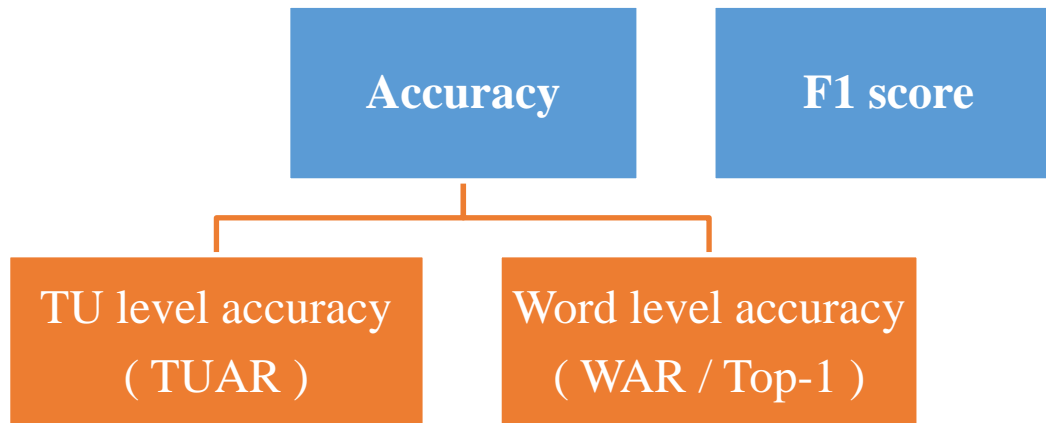 Accuracy
F1 score
TU level accuracy
( TUAR )
Word level accuracy
( WAR / Top-1 )